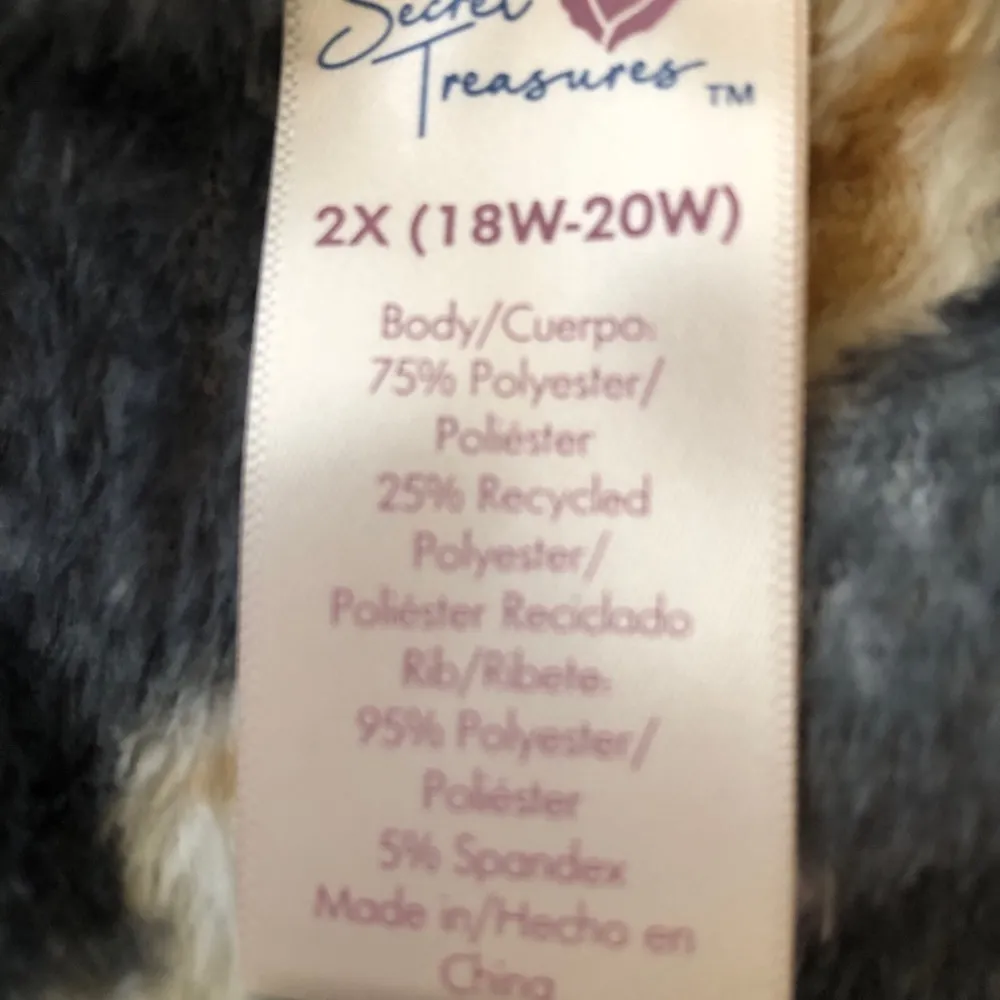 Secret
Treasures™
2X (18W-20W)
Body/Cuerpo:
75% Polyester/
Poliéster
25% Recycled
Polyester/
Poliéster Reciclado
Rib/Ribete:
95% Polyester/
Poliéster
5% Spandex
Made in/Hecho en
China